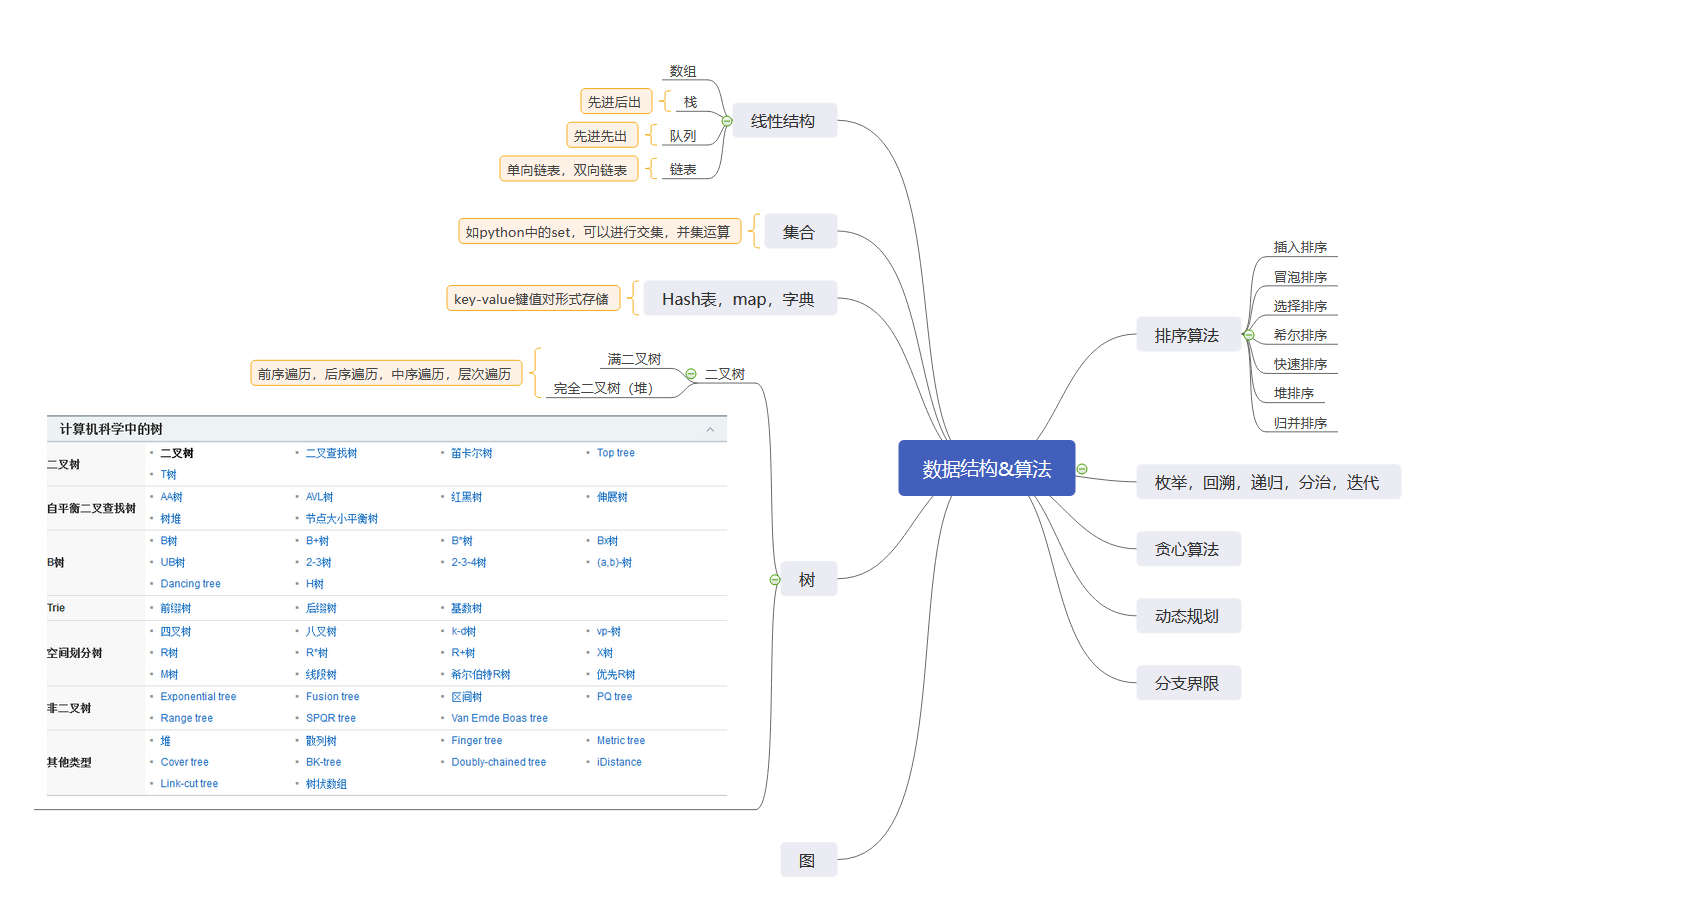 数据结构&算法
线性结构
数组
栈
先进后出
队列
先进先出
链表
单向链表，双向链表
集合
如python中的set，可以进行交集，并集运算
Hash表，map，字典
key-value键值对形式存储
树
二叉树
满二叉树
完全二叉树（堆）
前序遍历，后序遍历，中序遍历，层次遍历
计算机科学中的树
二叉树
二叉树 二叉查找树 笛卡尔树 Top tree
T树
自平衡二叉查找树
AA树 AVL树 红黑树 伸展树
树堆 节点大小平衡树
B树
B树 B+树 B*树 Bx树
UB树 2-3树 2-3-4树 (a,b)-树
Dancing tree H树
Trie
前缀树 后缀树 基数树
空间划分树
四叉树 八叉树 k-d树 vp-树
R树 R*树 R+树 X树
M树 线段树 希尔伯特R树 优先R树
非二叉树
Exponential tree Fusion tree 区间树 PQ tree
Range tree SPQR tree Van Emde Boas tree
其他类型
堆 散列树 Finger tree Metric tree
Cover tree BK-tree Doubly-chained tree iDistance
Link-cut tree 树状数组
图
排序算法
插入排序
冒泡排序
选择排序
希尔排序
快速排序
堆排序
归并排序
枚举，回溯，递归，分治，迭代
贪心算法
动态规划
分支界限